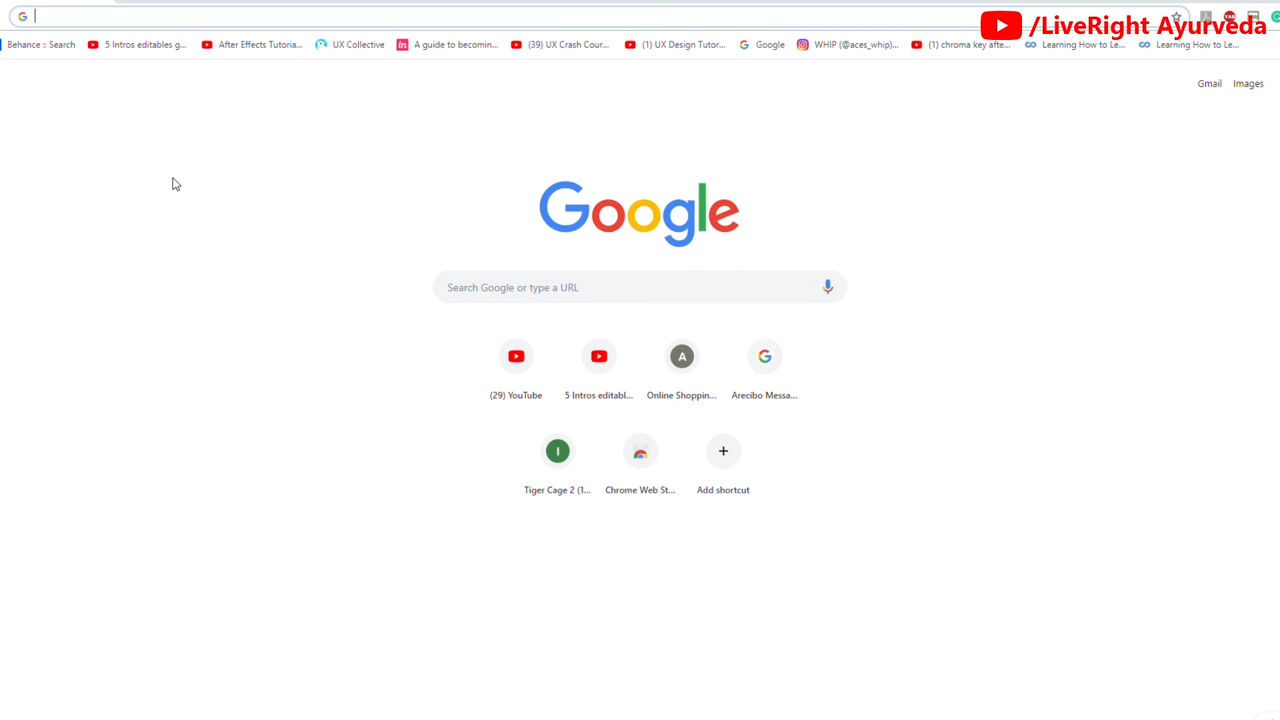 /LiveRight Ayurveda
Behance :: Search
5 Intros editables g...
After Effects Tutoria...
UX Collective
A guide to becomin...
(39) UX Crash Cour...
(1) UX Design Tutor...
Google
WHIP (@aces_whip)...
(1) chroma key afte...
Learning How to Le...
Learning How to Le...
Gmail
Images
Google
Search Google or type a URL
(29) YouTube
5 Intros editabl...
Online Shoppin...
Arecibo Messa...
Tiger Cage 2 (1...
Chrome Web St...
Add shortcut